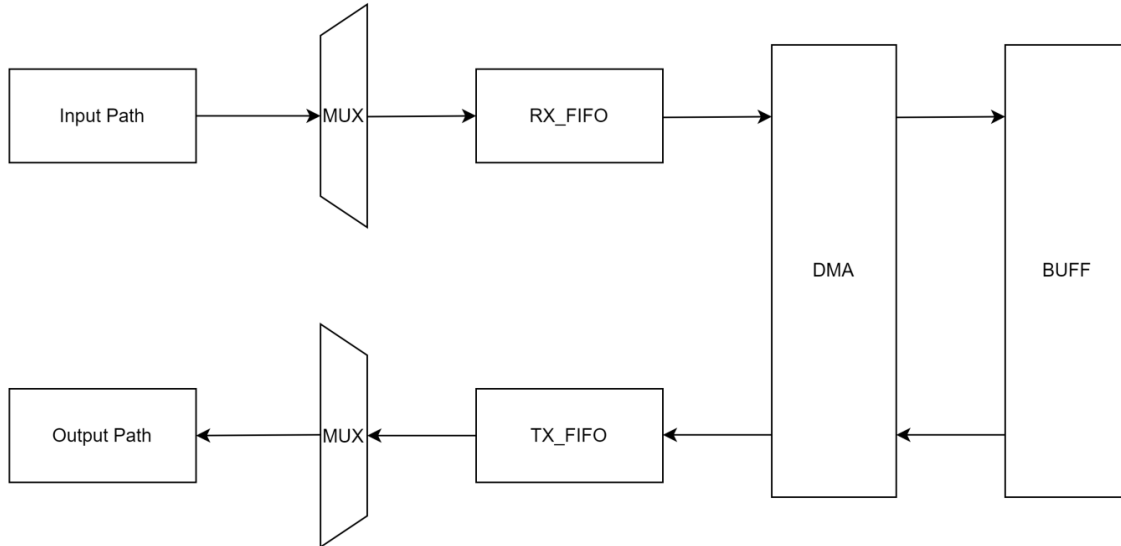 Input Path
MUX
RX_FIFO
DMA
BUFF
Output Path
MUX
TX_FIFO